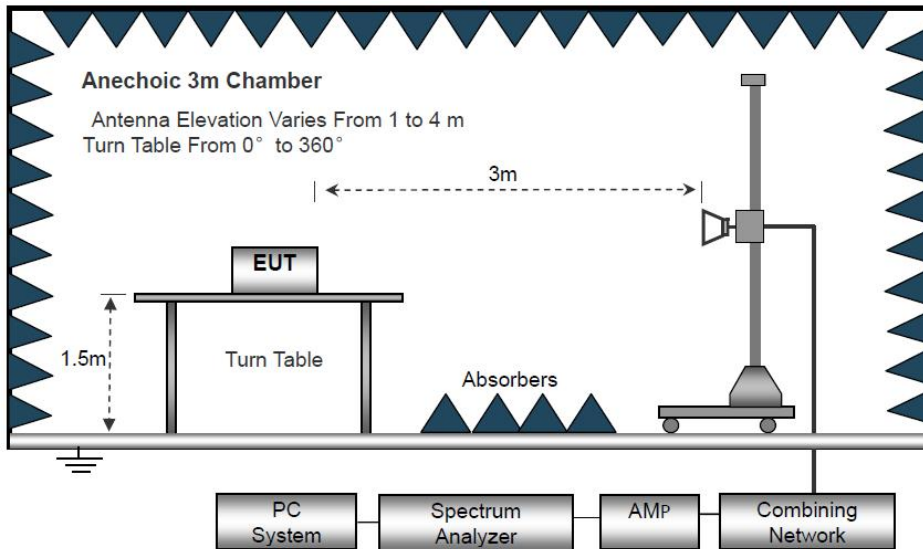 Anechoic 3m Chamber
Antenna Elevation Varies From 1 to 4 m
Turn Table From 0° to 360°
3m
EUT
1.5m
Turn Table
Absorbers
PC
System
Spectrum
Analyzer
AMP
Combining
Network